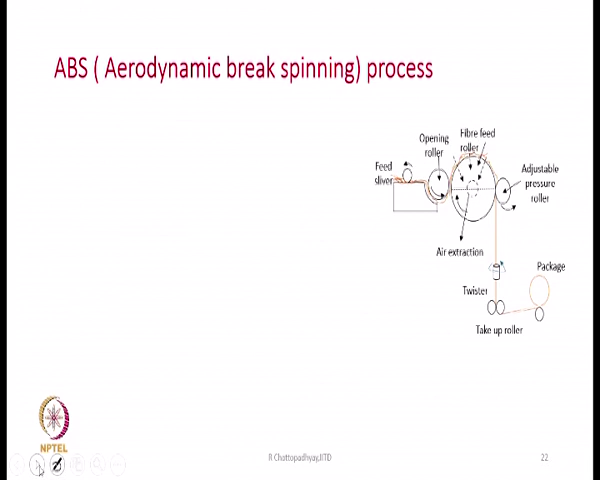 ABS ( Aerodynamic break spinning) process
Opening
roller
Fibre feed
roller
Feed
diver
Adjustable
pressure
roller
Air extraction
Package
Twister
Take up roller
NPTEL
R Chattopadhyay,IITD
22